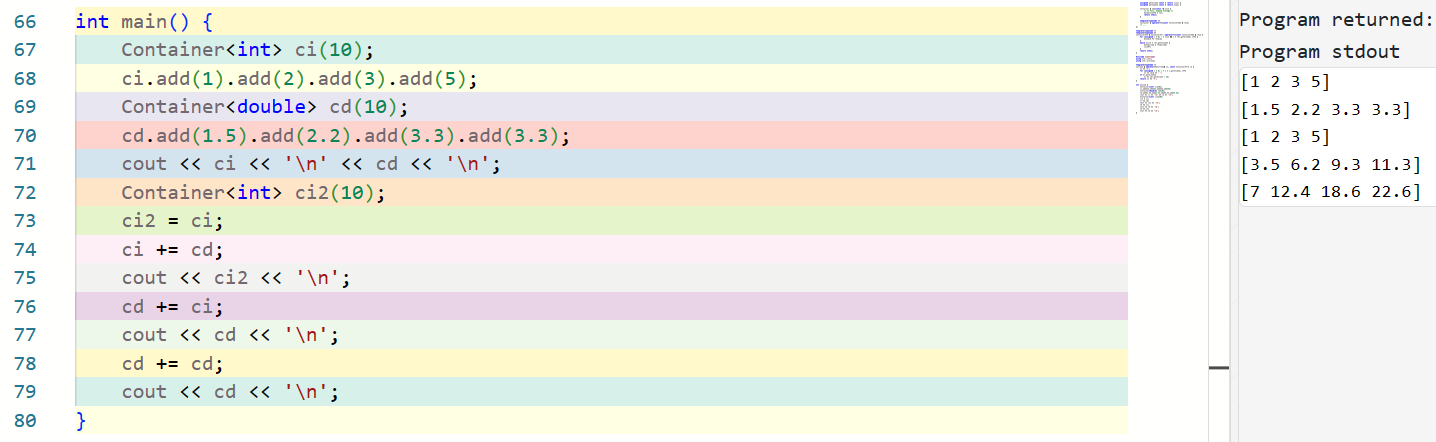 66 int main() {
67 Container<int> ci(10);
68 ci.add(1).add(2).add(3).add(5);
69 Container<double> cd(10);
70 cd.add(1.5).add(2.2).add(3.3).add(3.3);
71 cout << ci << '\n' << cd << '\n';
72 Container<int> ci2(10);
73 ci2 = ci;
74 ci += cd;
75 cout << ci2 << '\n';
76 cd += ci;
77 cout << cd << '\n';
78 cd += cd;
79 cout << cd << '\n';
80 }
Program returned:
Program stdout
[1 2 3 5]
[1.5 2.2 3.3 3.3]
[1 2 3 5]
[3.5 6.2 9.3 11.3]
[7 12.4 18.6 22.6]